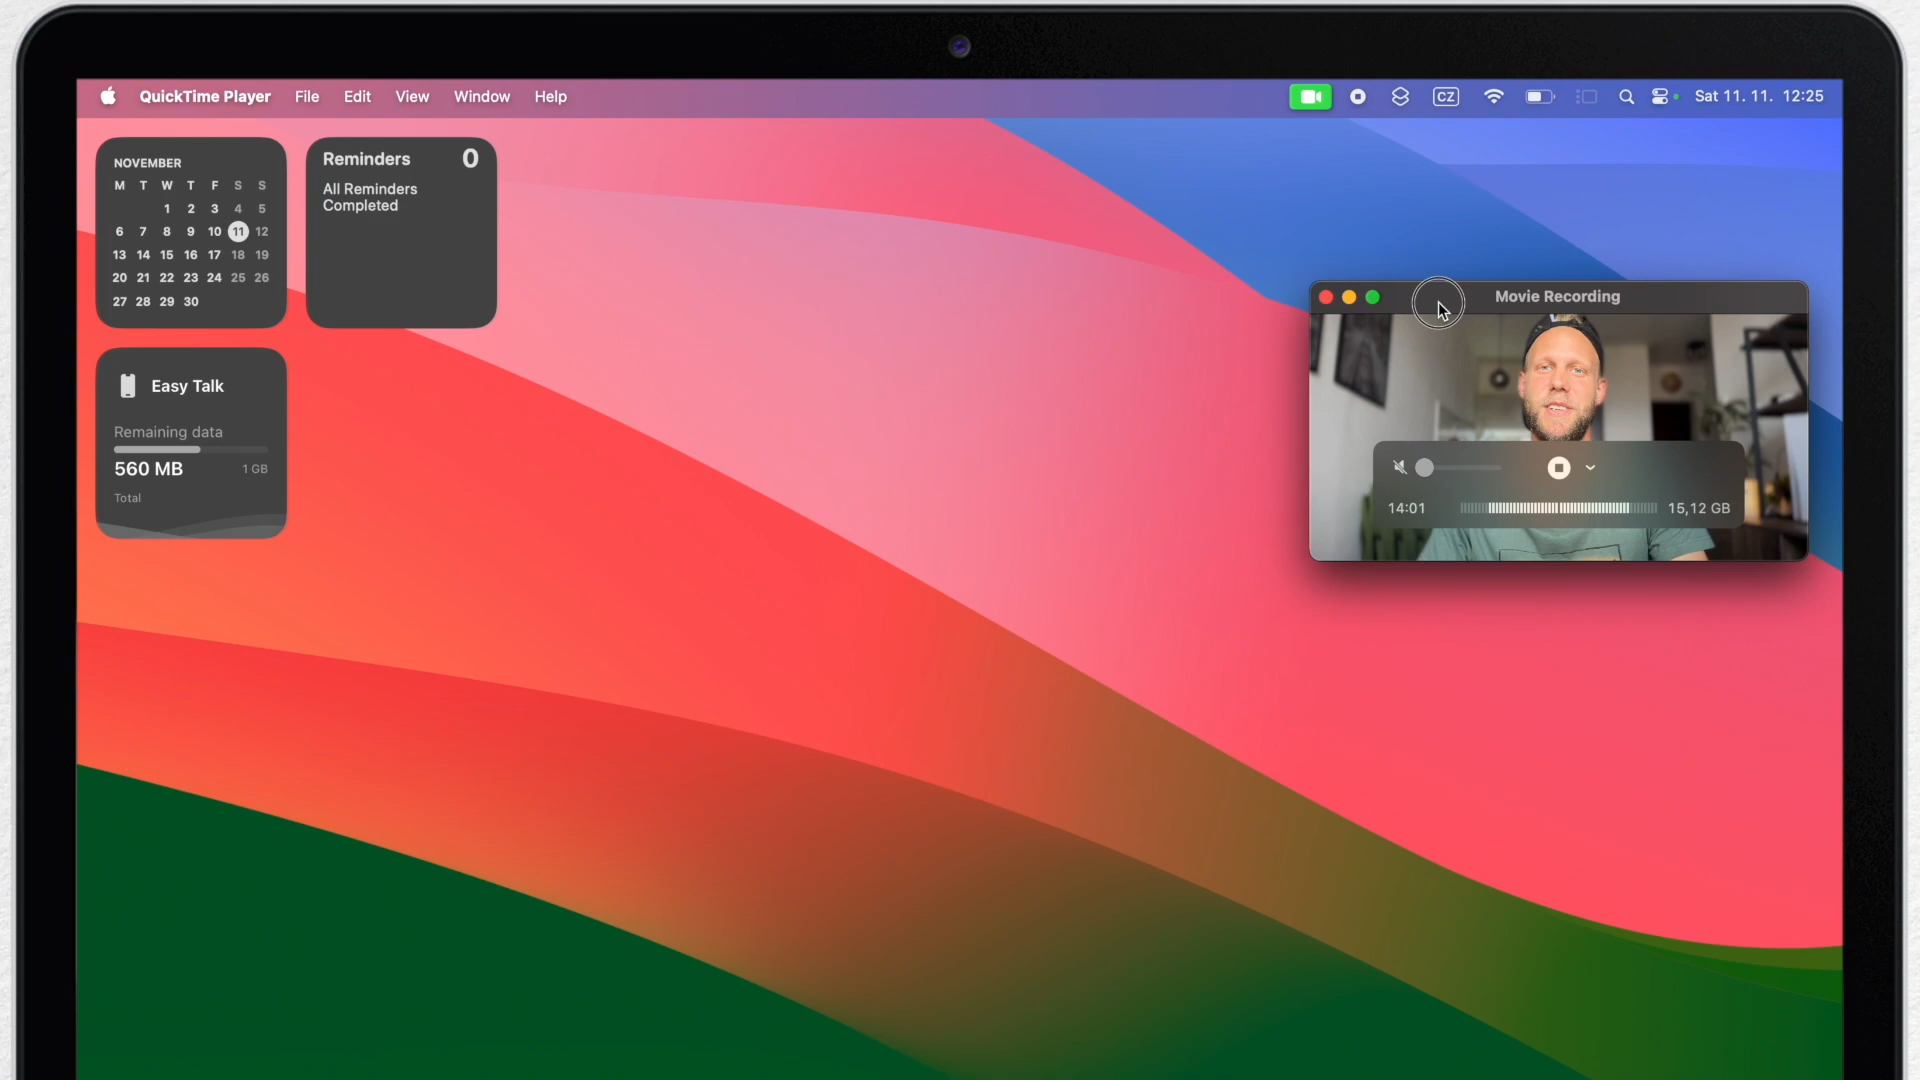 QuickTime Player File Edit View Window Help CZ Sat 11. 11. 12:25
NOVEMBER
M T W T F S S
1 2 3 4 5
6 7 8 9 10 11 12
13 14 15 16 17 18 19
20 21 22 23 24 25 26
27 28 29 30
Reminders 0
All Reminders
Completed
Easy Talk
Remaining data
560 MB 1 GB
Total
Movie Recording
14:01 15,12 GB